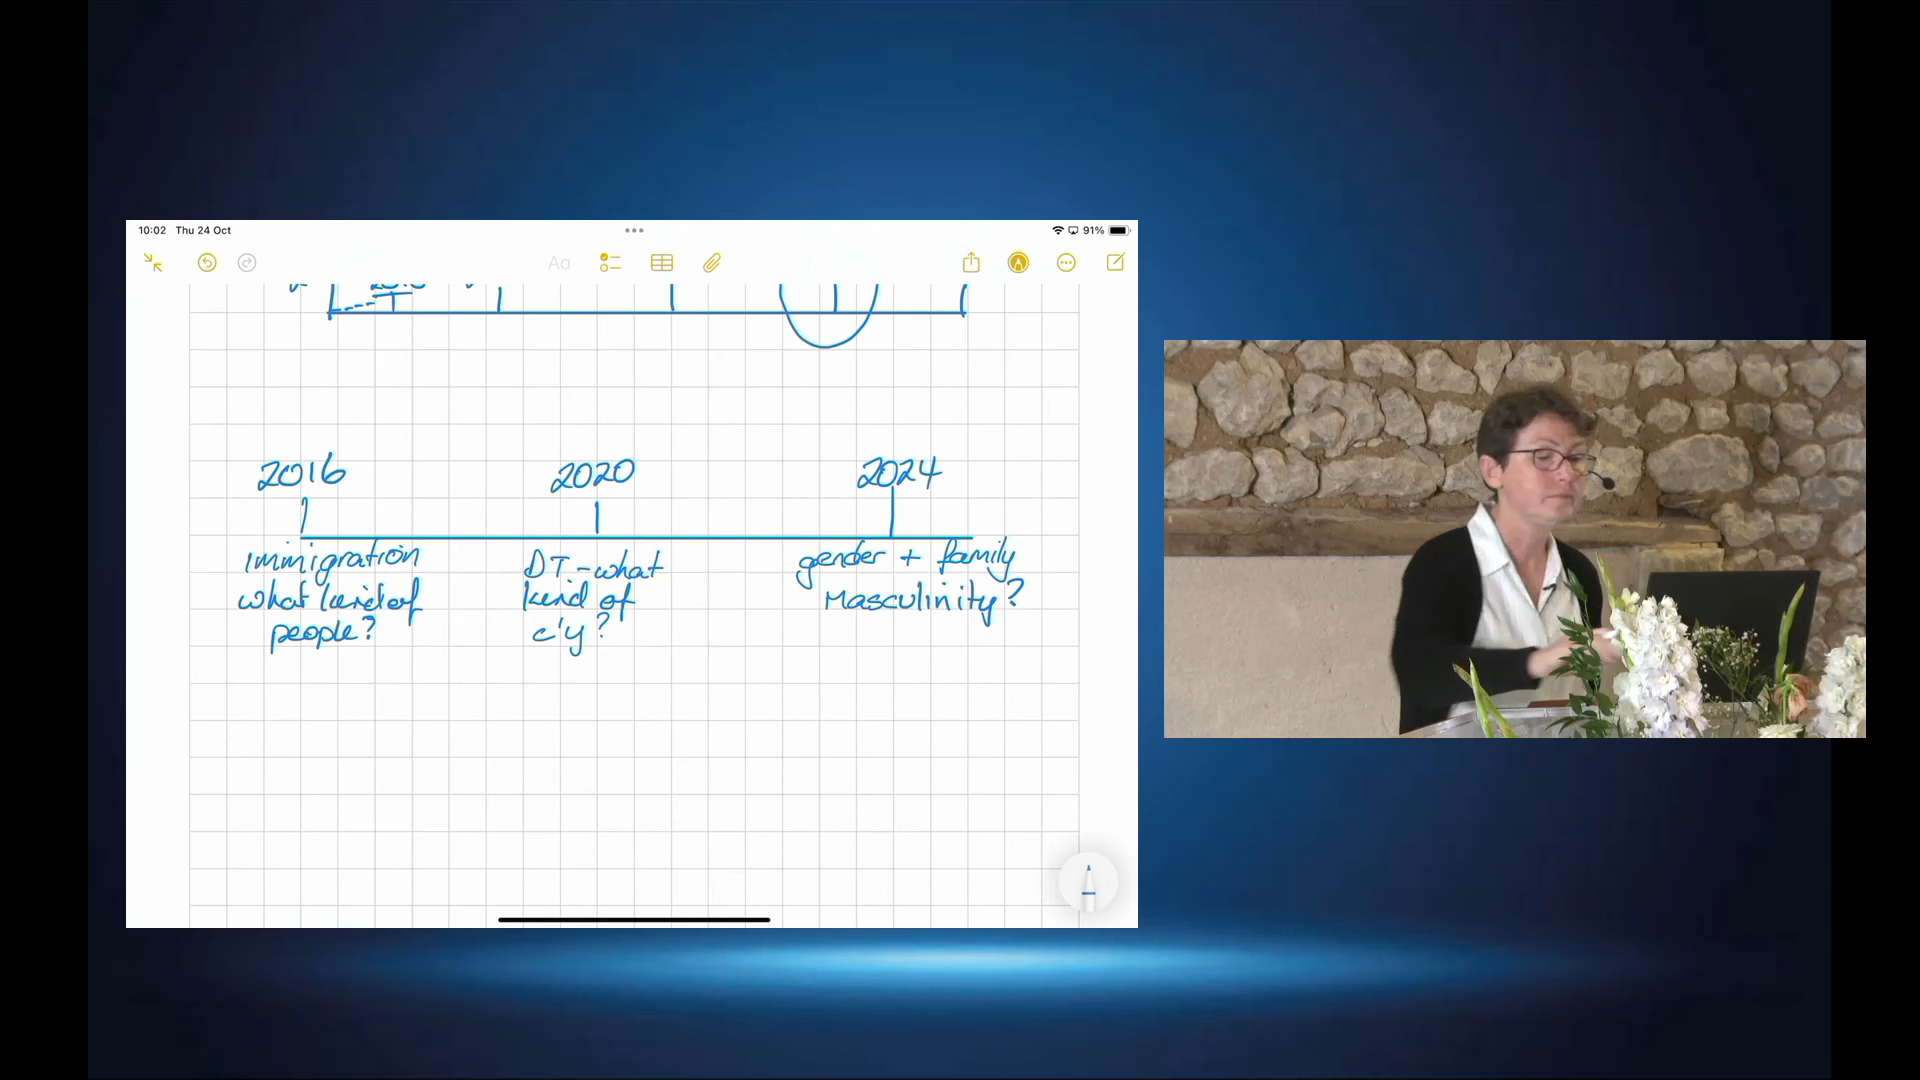 10:02 Thu 24 Oct
91%
Aa
2016 2020 2024
immigration
what kind of
people?
DT-what
kind of
c'y?
gender + family
masculinity?